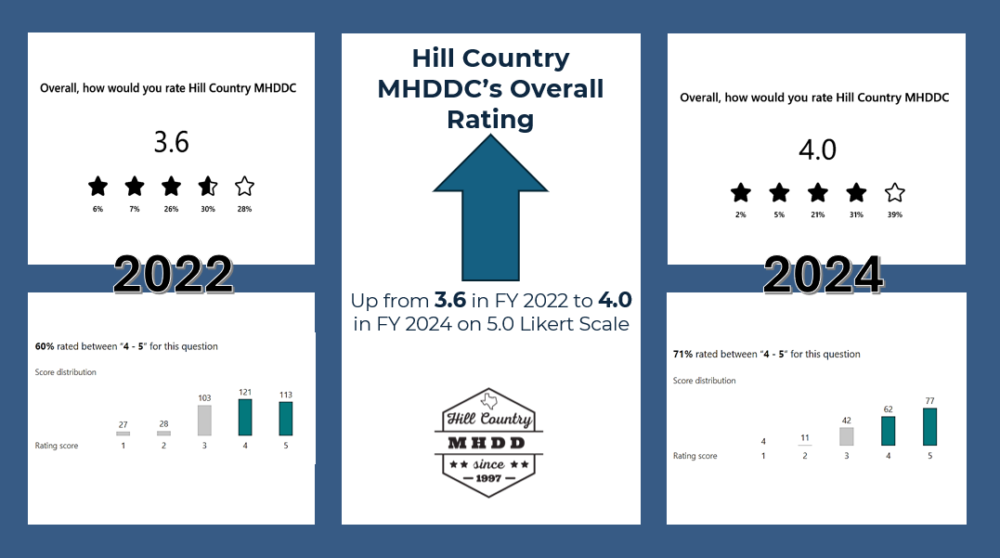 Overall, how would you rate Hill Country MHDDC
3.6
6% 7% 26% 30% 28%
2022
60% rated between "4 - 5" for this question
Score distribution
27 28 103 121 113
Rating score 1 2 3 4 5
Hill Country
MHDDC’s Overall
Rating
Up from 3.6 in FY 2022 to 4.0
in FY 2024 on 5.0 Likert Scale
Hill Country
MHDD
since
1997
Overall, how would you rate Hill Country MHDDC
4.0
2% 5% 21% 31% 39%
2024
71% rated between "4 - 5" for this question
Score distribution
4 11 42 62 77
Rating score 1 2 3 4 5